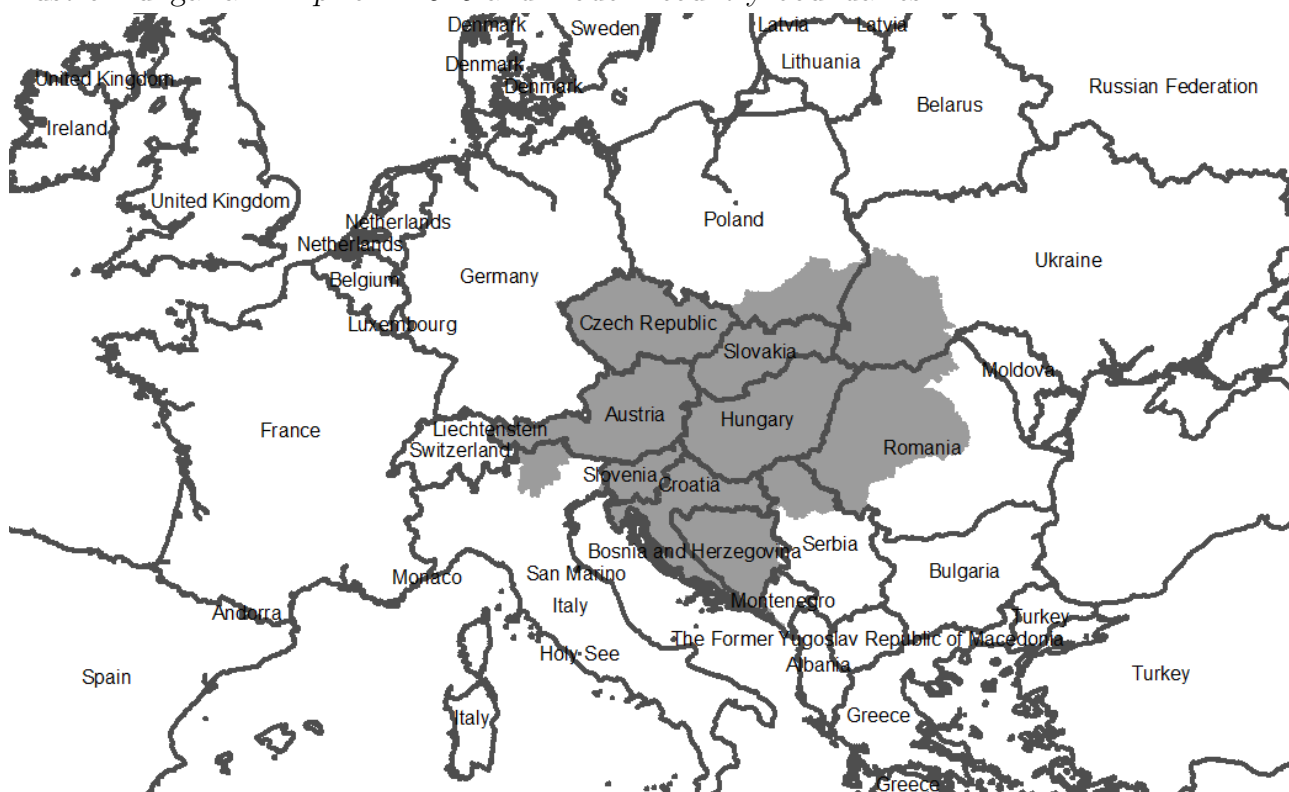 Denmark
Sweden
Latvia
Latvia
Denmark
Lithuania
United Kingdom
Denmark
Russian Federation
Belarus
Ireland
United Kingdom
Netherlands
Poland
Netherlands
Ukraine
Belgium
Germany
Luxembourg
Czech Republic
Slovakia
Moldova
France
Liechtenstein
Austria
Hungary
Switzerland
Romania
Slovenia
Croatia
Bosnia and Herzegovina
Serbia
Monaco
San Marino
Bulgaria
Andorra
Italy
Montenegro
Turkey
The Former Yugoslav Republic of Macedonia
Holy See
Albania
Spain
Turkey
Italy
Greece
Greece